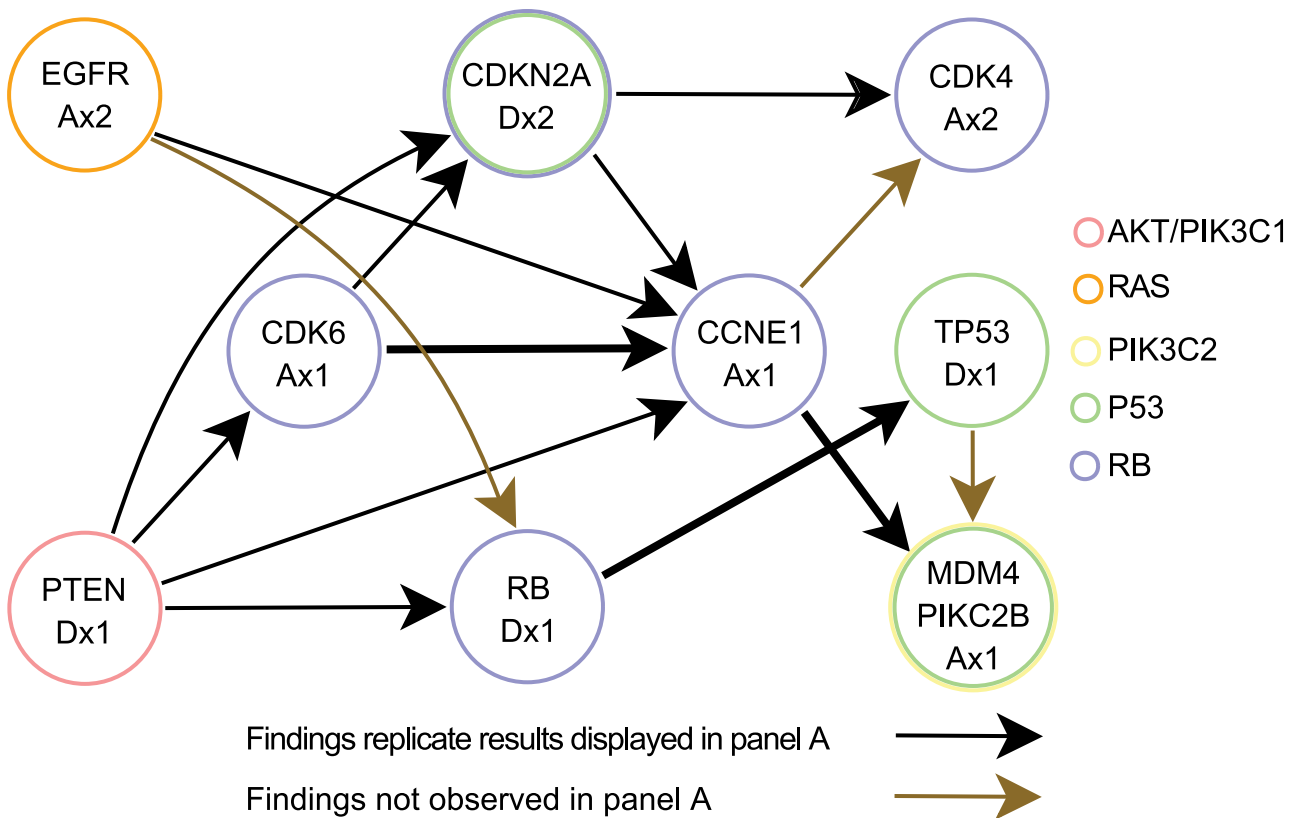 EGFR
Ax2
CDKN2A
Dx2
CDK4
Ax2
CDK6
Ax1
CCNE1
Ax1
TP53
Dx1
PTEN
Dx1
RB
Dx1
MDM4
PIKC2B
Ax1
AKT/PIK3C1
RAS
PIK3C2
P53
RB
Findings replicate results displayed in panel A
Findings not observed in panel A